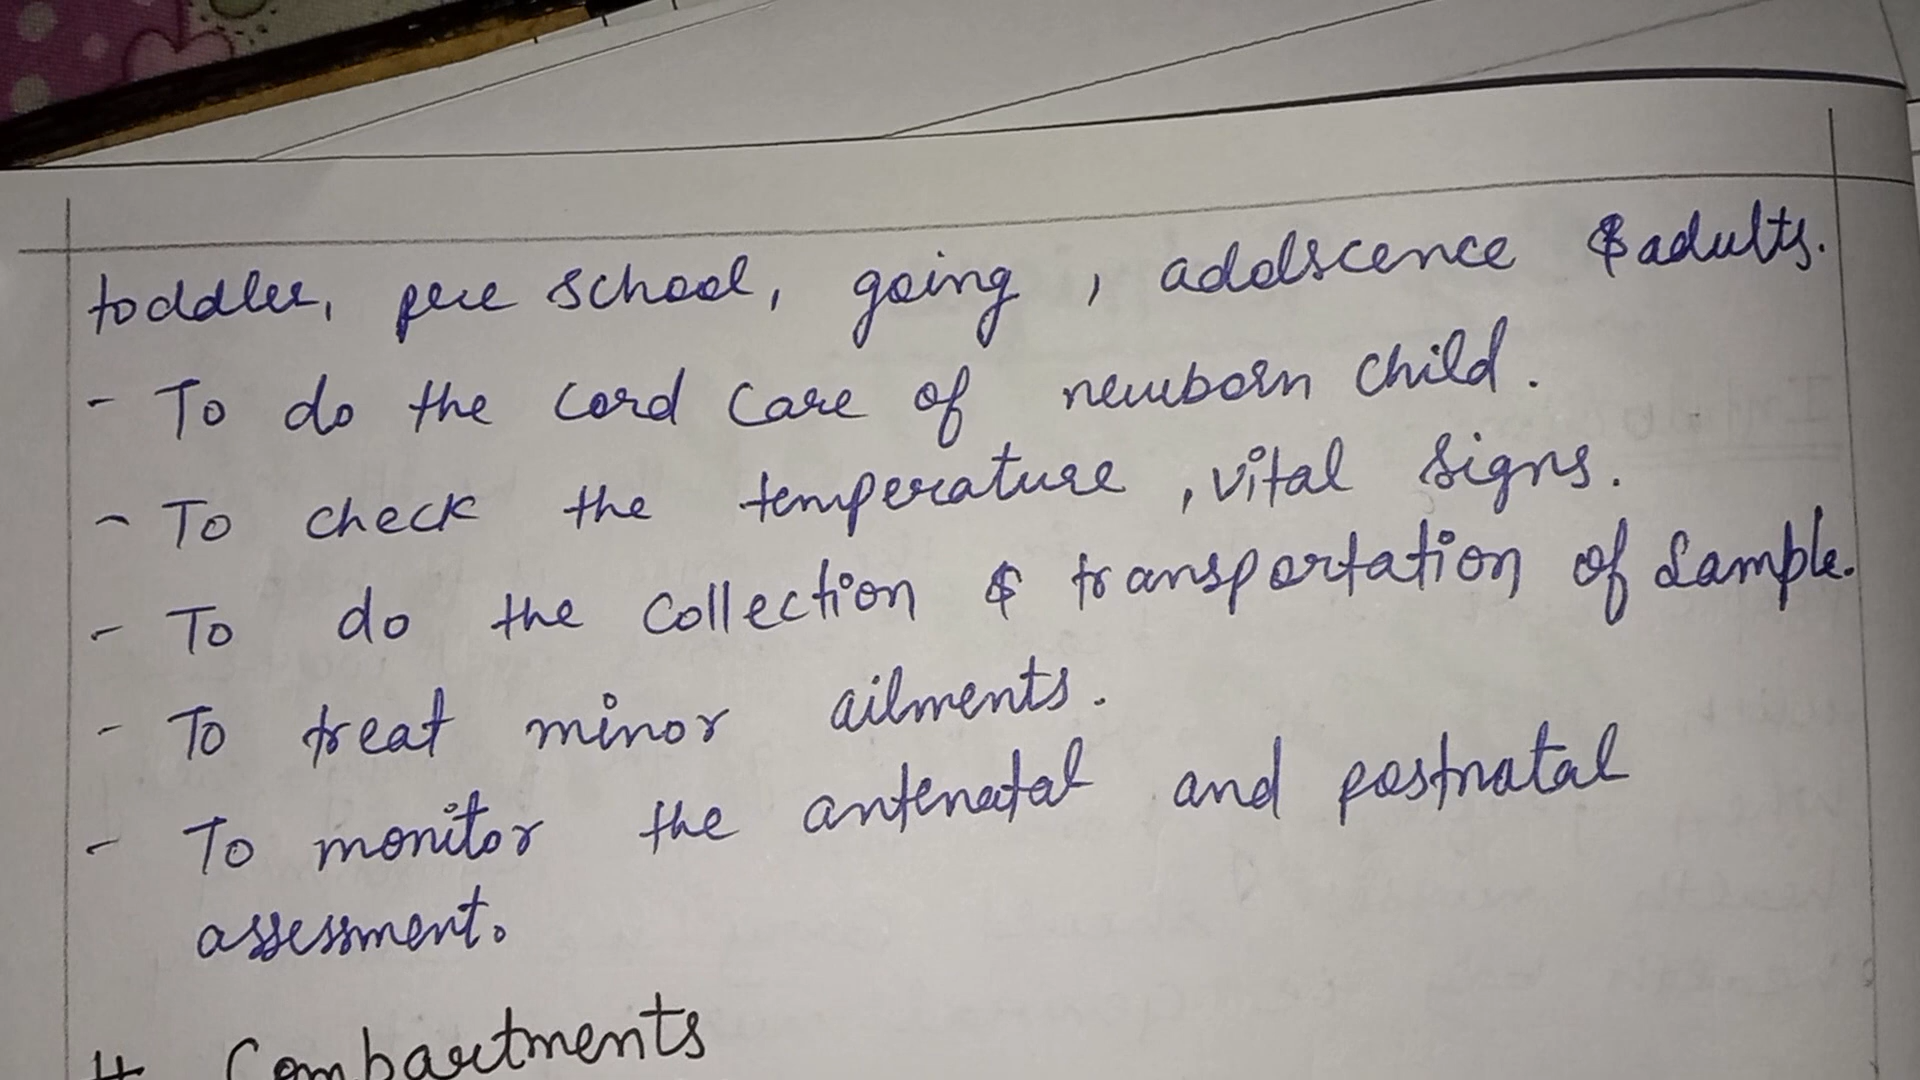 toddler, pre school, going, adolscence & adults.
- To do the cord care of newborn child.
- To check the temperature, vital signs.
- To do the collection & transportation of sample.
- To treat minor ailments.
- To monitor the antenatal and postnatal
assessment.
# Combartments